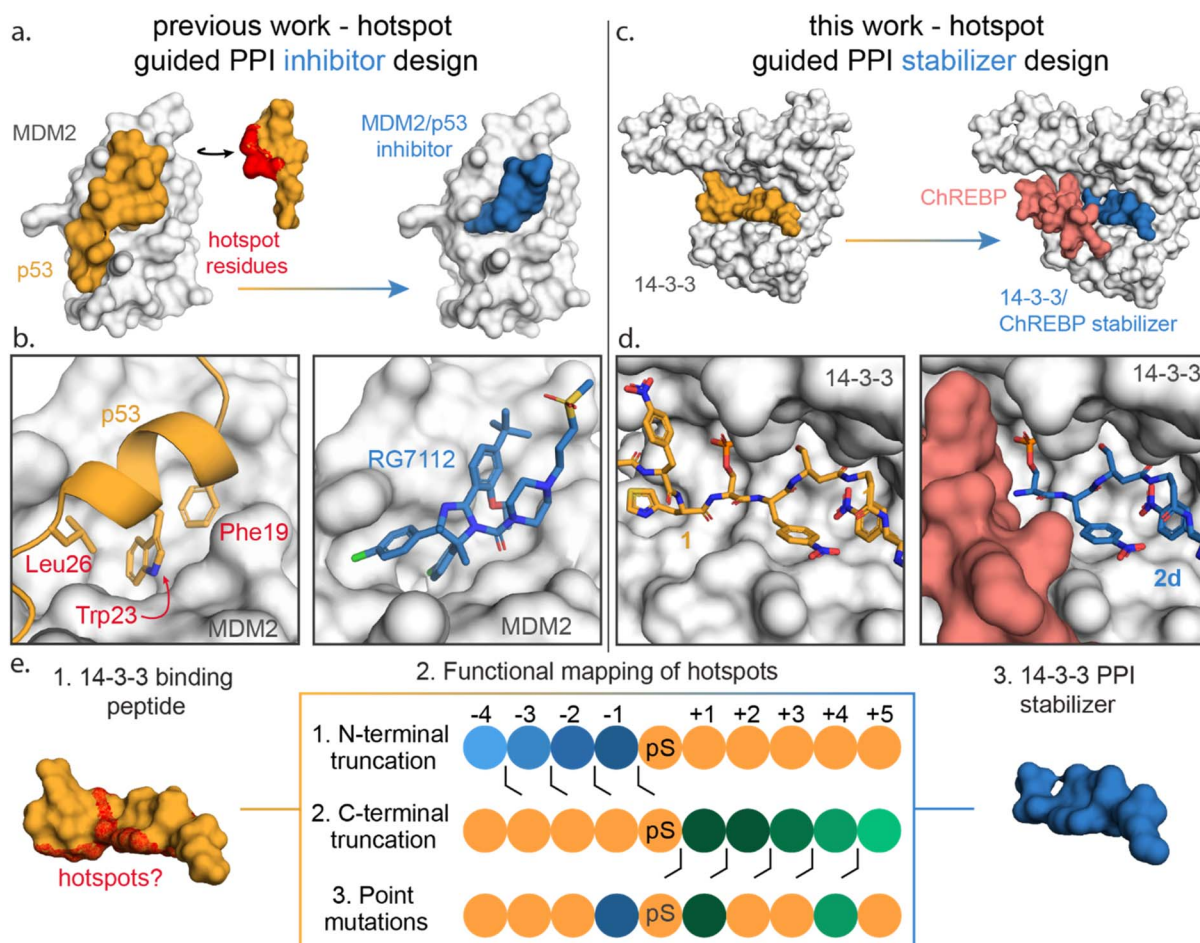 a.
previous work - hotspot
guided PPI inhibitor design
MDM2
p53
hotspot
residues
MDM2/p53
inhibitor
c.
this work - hotspot
guided PPI stabilizer design
14-3-3
ChREBP
14-3-3/
ChREBP stabilizer
b.
p53
Leu26
Trp23
Phe19
MDM2
RG7112
MDM2
d.
14-3-3
1
14-3-3
2d
e.
1. 14-3-3 binding
peptide
hotspots?
2. Functional mapping of hotspots
-4 -3 -2 -1 +1 +2 +3 +4 +5
1. N-terminal
truncation
pS
2. C-terminal
truncation
pS
3. Point
mutations
pS
3. 14-3-3 PPI
stabilizer